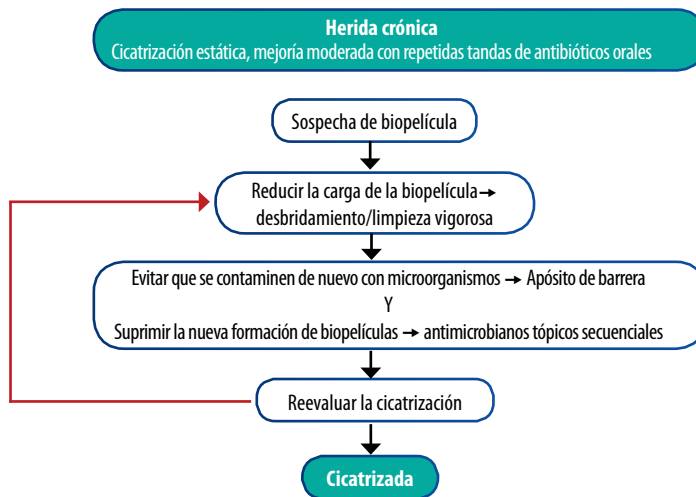 Herida crónica
Cicatrización estática, mejoría moderada con repetidas tandas de antibióticos orales
Sospecha de biopelícula
Reducir la carga de la biopelícula→
desbridamiento/limpieza vigorosa
Evitar que se contaminen de nuevo con microorganismos → Apósito de barrera
Y
Suprimir la nueva formación de biopelículas → antimicrobianos tópicos secuenciales
Reevaluar la cicatrización
Cicatrizada